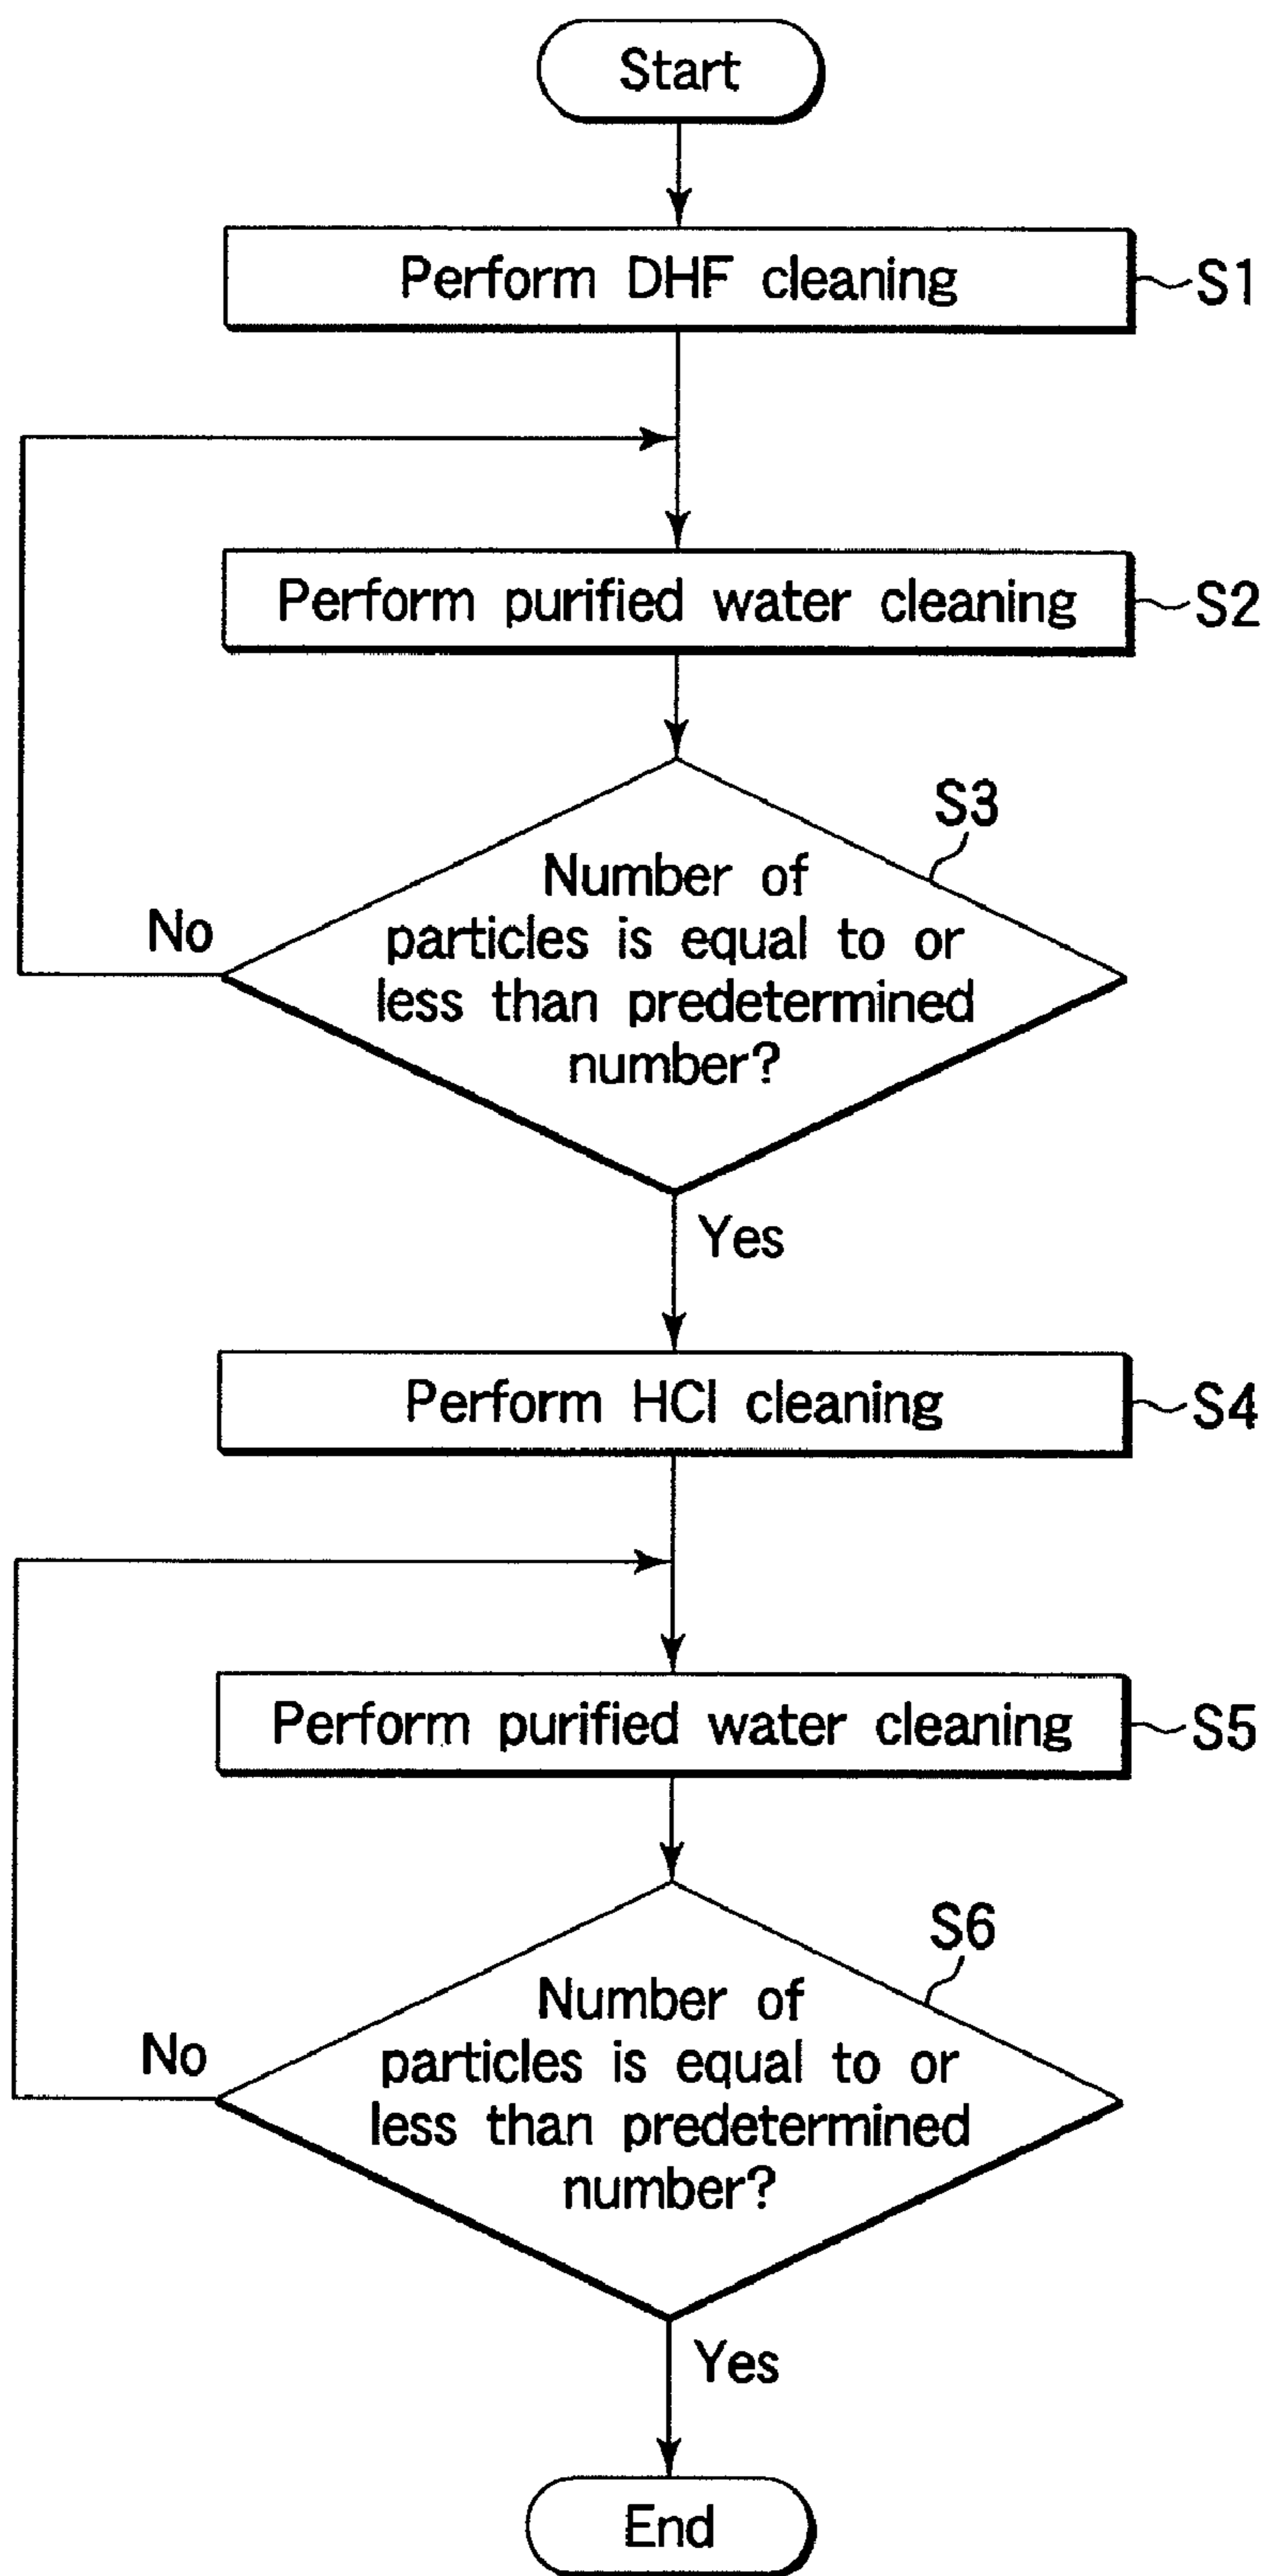 Start
Perform DHF cleaning
S1
Perform purified water cleaning
S2
S3
Number of
particles is equal to or
less than predetermined
number?
No
Yes
Perform HCl cleaning
S4
Perform purified water cleaning
S5
S6
Number of
particles is equal to or
less than predetermined
number?
No
Yes
End